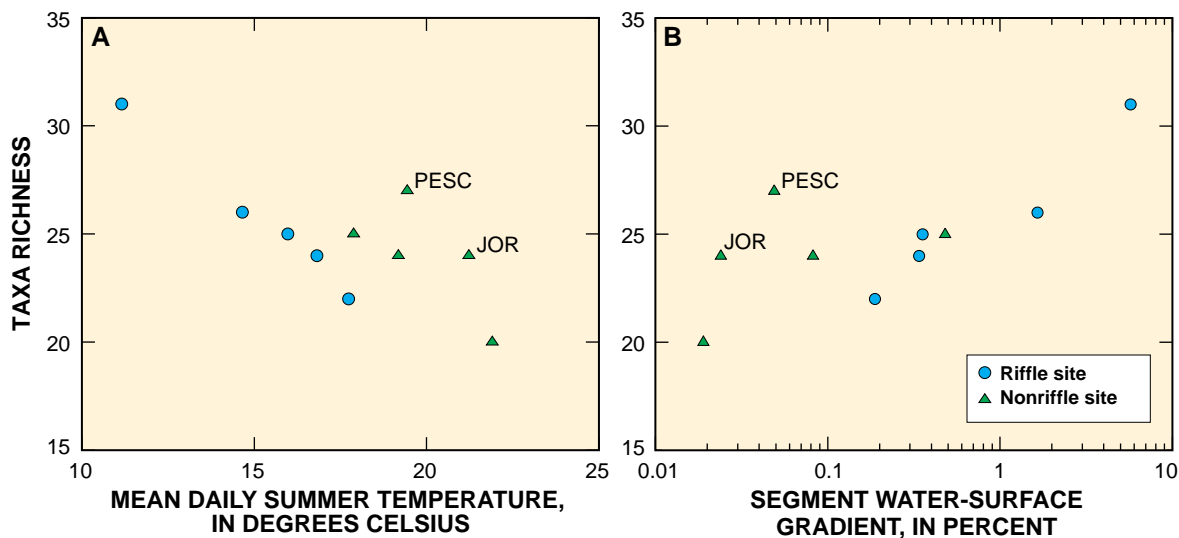 A
B
TAXA RICHNESS
35
30
25
20
15
PESC
JOR
10
15
20
25
MEAN DAILY SUMMER TEMPERATURE,
IN DEGREES CELSIUS
35
30
25
20
15
PESC
JOR
Riffle site
Nonriffle site
0.01
0.1
1
10
SEGMENT WATER-SURFACE
GRADIENT, IN PERCENT